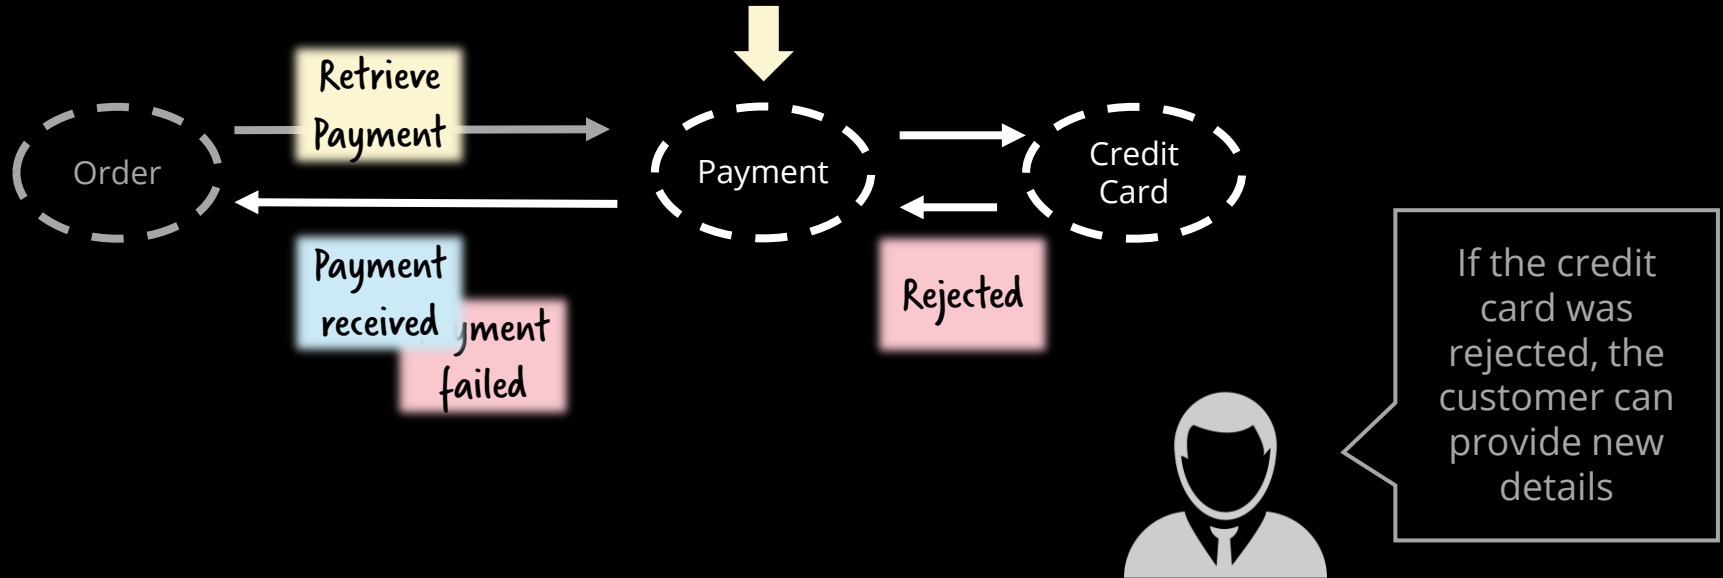 Retrieve
Payment
Order
Payment
Credit
Card
Payment
received
yment
failed
Rejected
If the credit
card was
rejected, the
customer can
provide new
details